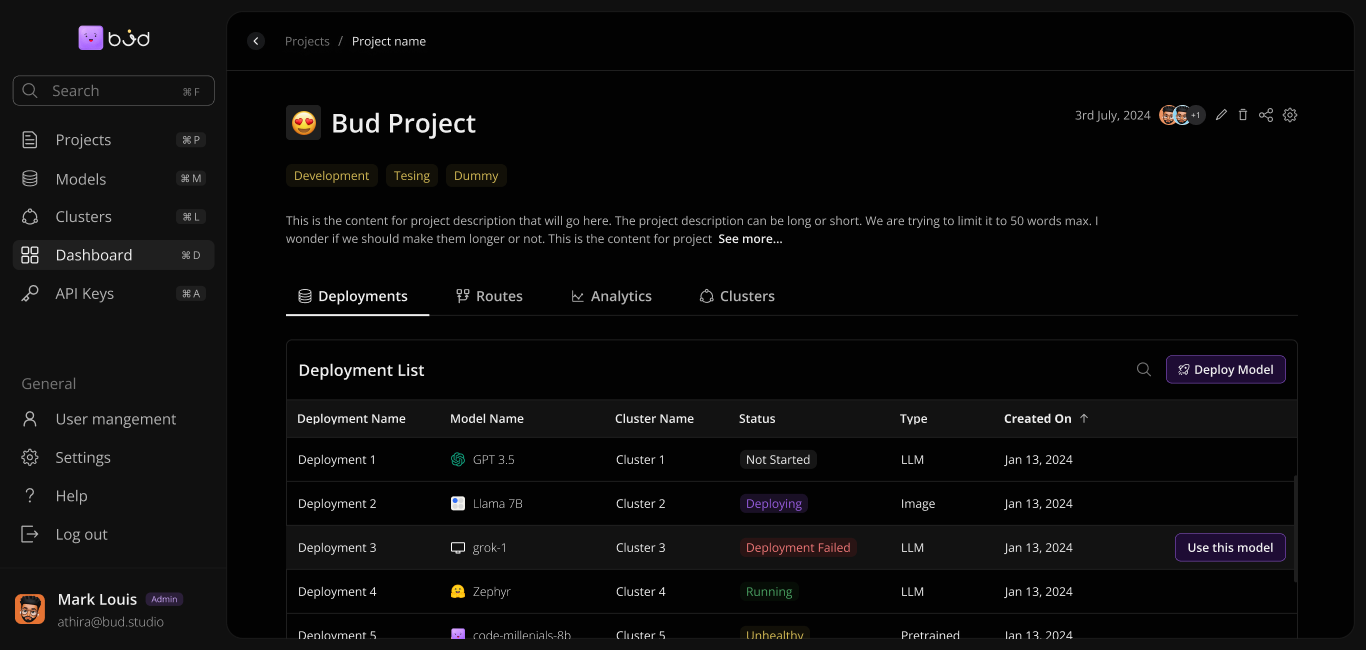 bud
Search ⌘ F
Projects ⌘ P
Models ⌘ M
Clusters ⌘ L
Dashboard ⌘ D
API Keys ⌘ A
General
User mangement
Settings
Help
Log out
Mark Louis Admin
athira@bud.studio
Projects / Project name
Bud Project
3rd July, 2024 +1
Development Tesing Dummy
This is the content for project description that will go here. The project description can be long or short. We are trying to limit it to 50 words max. I
wonder if we should make them longer or not. This is the content for project See more...
Deployments Routes Analytics Clusters
Deployment List Deploy Model
Deployment Name Model Name Cluster Name Status Type Created On ↑
Deployment 1 GPT 3.5 Cluster 1 Not Started LLM Jan 13, 2024
Deployment 2 Llama 7B Cluster 2 Deploying Image Jan 13, 2024
Deployment 3 grok-1 Cluster 3 Deployment Failed LLM Jan 13, 2024 Use this model
Deployment 4 Zephyr Cluster 4 Running LLM Jan 13, 2024
Deployment 5 code-millenials-8b Cluster 5 Unhealthy Pretrained Jan 13, 2024